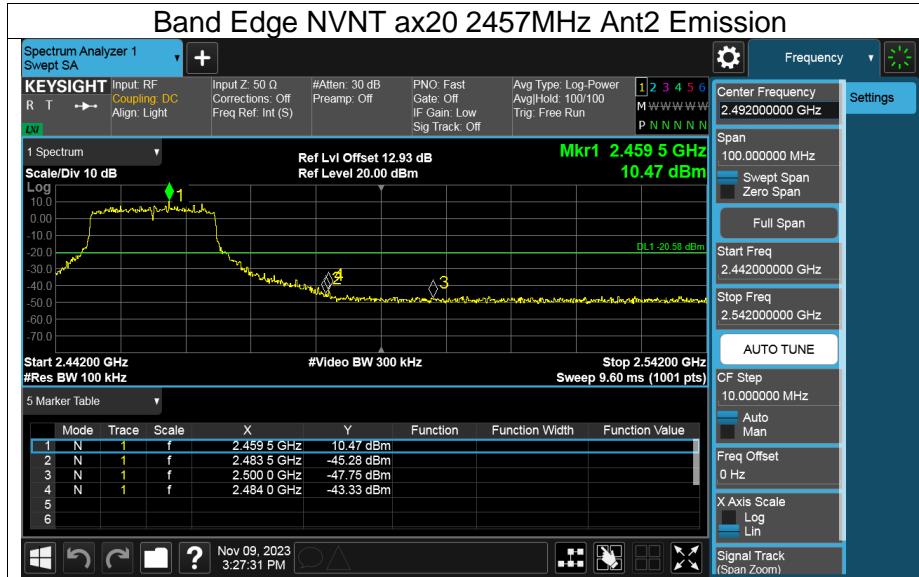 Band Edge NVNT ax20 2457MHz Ant2 Emission
Spectrum Analyzer 1
Swept SA
+
Frequency
KEYSIGHT
R T
LXI
Input: RF
Coupling: DC
Align: Light
Input Z: 50 Ω
Corrections: Off
Freq Ref: Int (S)
#Atten: 30 dB
Preamp: Off
PNO: Fast
Gate: Off
IF Gain: Low
Sig Track: Off
Avg Type: Log-Power
Avg|Hold: 100/100
Trig: Free Run
1 2 3 4 5 6
M W W W W W
P N N N N N
1 Spectrum
Scale/Div 10 dB
Ref Lvl Offset 12.93 dB
Ref Level 20.00 dBm
Mkr1 2.459 5 GHz
10.47 dBm
Log
10.0
0.00
-10.0
-20.0
-30.0
-40.0
-50.0
-60.0
-70.0
1
3
DL1 -20.58 dBm
Start 2.44200 GHz
#Res BW 100 kHz
#Video BW 300 kHz
Stop 2.54200 GHz
Sweep 9.60 ms (1001 pts)
5 Marker Table
Mode Trace Scale X Y Function Function Width Function Value
1 N 1 f 2.459 5 GHz 10.47 dBm
2 N 1 f 2.483 5 GHz -45.28 dBm
3 N 1 f 2.500 0 GHz -47.75 dBm
4 N 1 f 2.484 0 GHz -43.33 dBm
5
6
?
Nov 09, 2023
3:27:31 PM
Center Frequency
2.492000000 GHz
Settings
Span
100.000000 MHz
Swept Span
Zero Span
Full Span
Start Freq
2.442000000 GHz
Stop Freq
2.542000000 GHz
AUTO TUNE
CF Step
10.000000 MHz
Auto
Man
Freq Offset
0 Hz
X Axis Scale
Log
Lin
Signal Track
(Span Zoom)